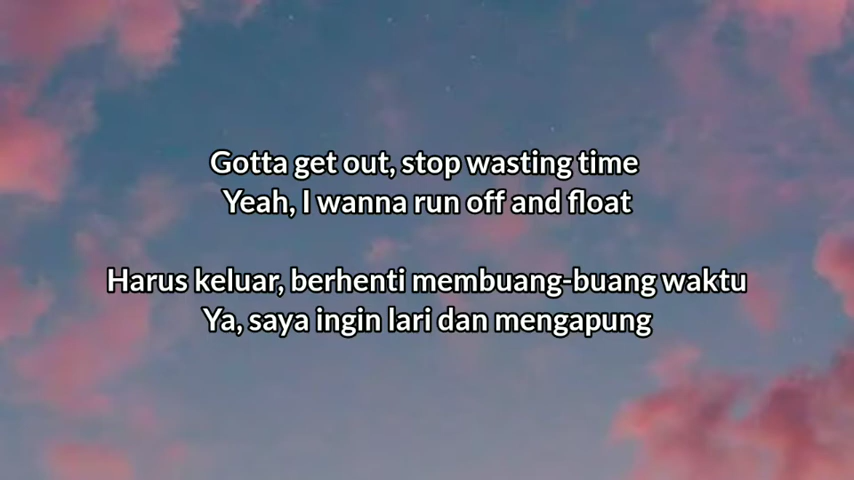 Gotta get out, stop wasting time
Yeah, I wanna run off and float
Harus keluar, berhenti membuang-buang waktu
Ya, saya ingin lari dan mengapung